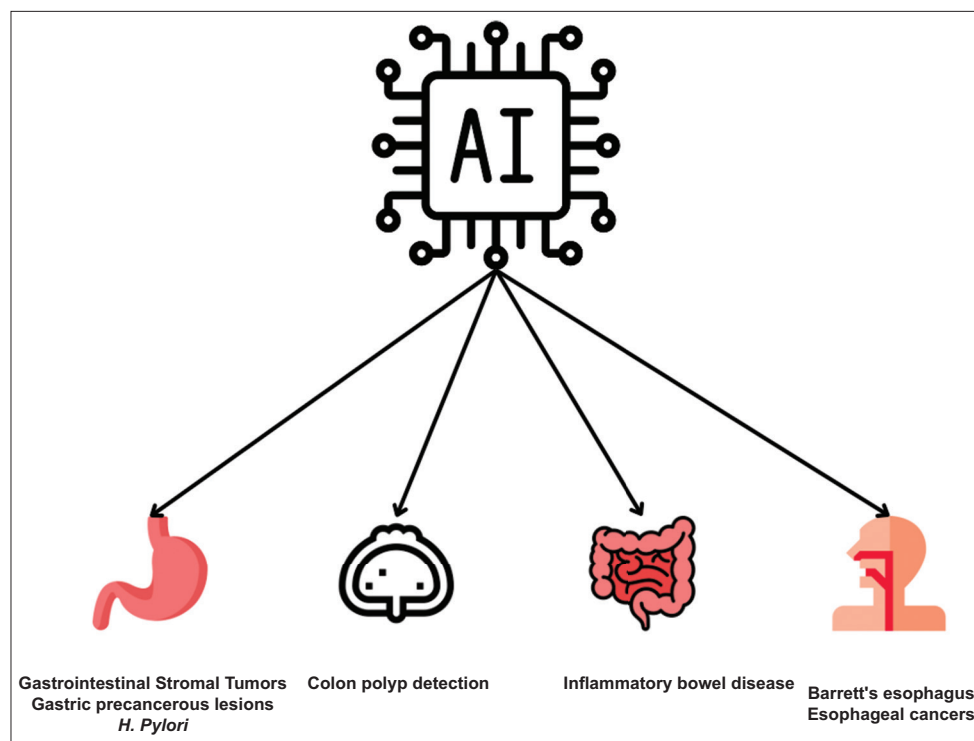 AI
Gastrointestinal Stromal Tumors
Gastric precancerous lesions
H. Pylori
Colon polyp detection
Inflammatory bowel disease
Barrett's esophagus
Esophageal cancers